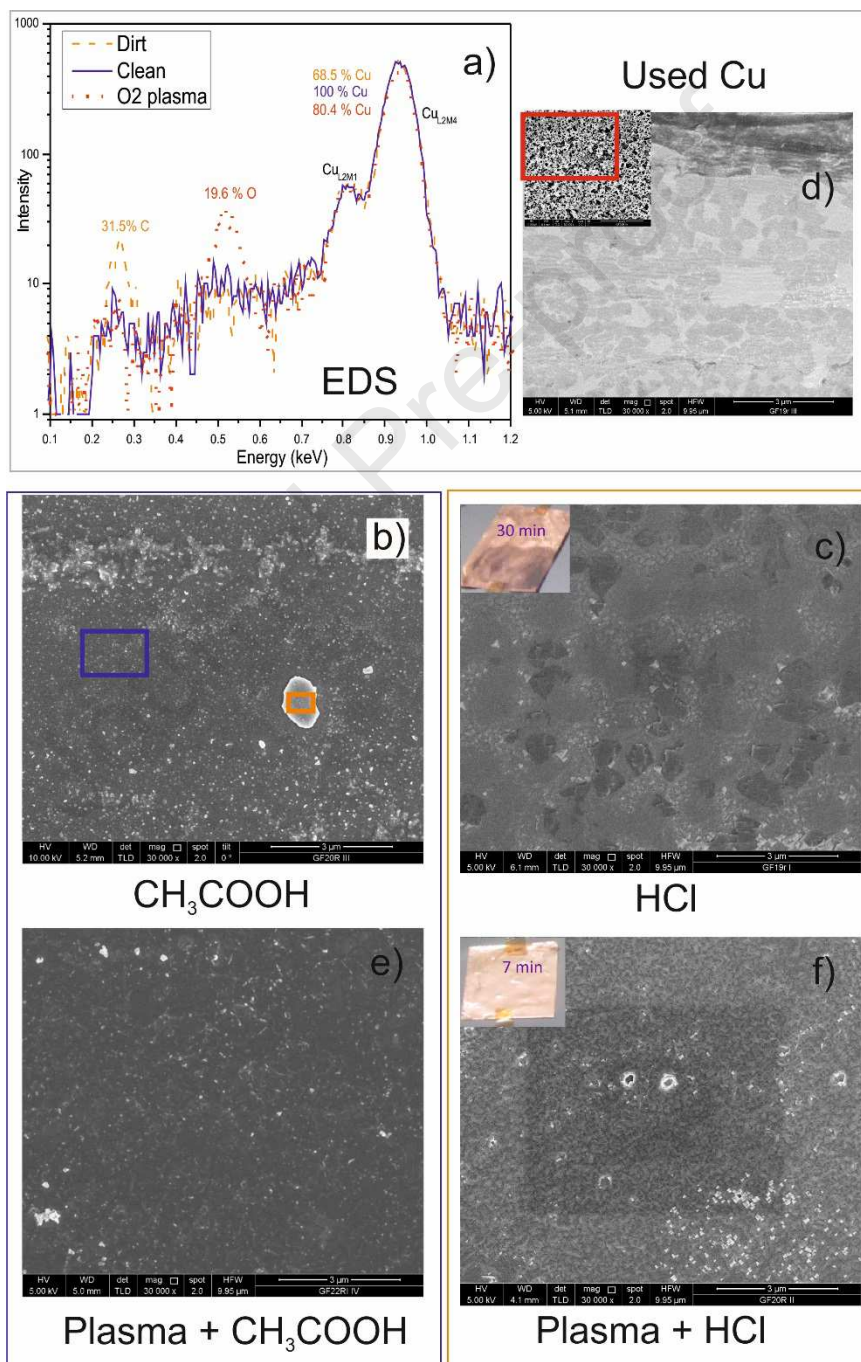 1000
100
10
1
Intensity
Dirt
Clean
O2 plasma
a)
68.5 % Cu
100 % Cu
80.4 % Cu
CuL2M4
CuL2M1
19.6 % O
31.5% C
EDS
0.1 0.2 0.3 0.4 0.5 0.6 0.7 0.8 0.9 1.0 1.1 1.2
Energy (keV)
Used Cu
d)
HV WD det mag spot HFW 3 µm
5.00 kV 5.1 mm TLD 30 000 x 2.0 9.95 µm GF19r III
Pre-proof
b)
HV WD det mag spot tilt 3 µm
10.00 kV 5.2 mm TLD 30 000 x 2.0 0 ° GF20R III
CH3COOH
30 min
c)
HV WD det mag spot HFW 3 µm
5.00 kV 6.1 mm TLD 30 000 x 2.0 9.95 µm GF19r I
HCl
e)
HV WD det mag spot HFW 3 µm
5.00 kV 5.0 mm TLD 30 000 x 2.0 9.95 µm GF22RI IV
Plasma + CH3COOH
7 min
f)
HV WD det mag spot HFW 3 µm
5.00 kV 4.1 mm TLD 30 000 x 2.0 9.95 µm GF20R II
Plasma + HCl